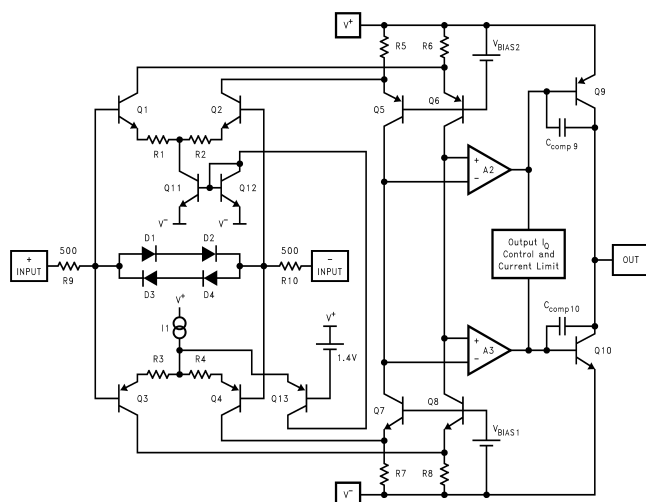 V+
R5
R6
VBIAS2
Q1
Q2
Q5
Q6
Q9
R1
R2
Ccomp9
+
A2
−
Q11
Q12
V−
V−
D1
D2
+
INPUT
500
R9
500
R10
−
INPUT
D3
D4
Output IQ
Control and
Current Limit
OUT
V+
I1
V+
1.4V
Ccomp10
+
A3
−
R3
R4
Q3
Q4
Q13
Q10
Q7
Q8
VBIAS1
R7
R8
V−